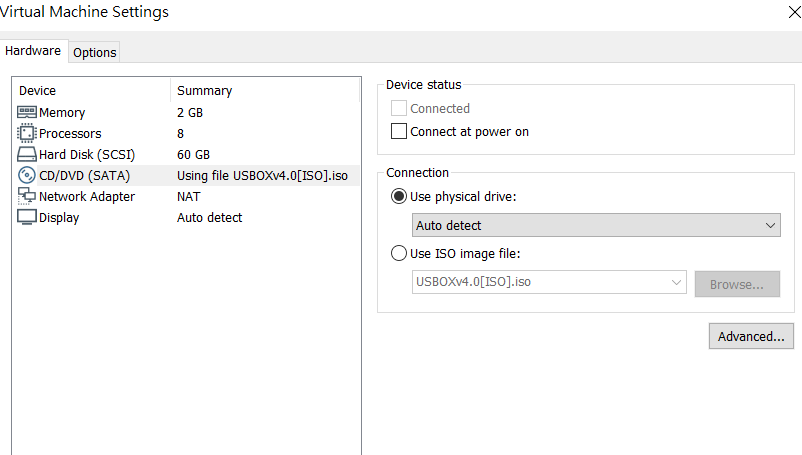 Virtual Machine Settings
Hardware Options
Device Summary
Memory 2 GB
Processors 8
Hard Disk (SCSI) 60 GB
CD/DVD (SATA) Using file USBOXv4.0[ISO].iso
Network Adapter NAT
Display Auto detect
Device status
Connected
Connect at power on
Connection
Use physical drive:
Auto detect
Use ISO image file:
USBOXv4.0[ISO].iso Browse...
Advanced...